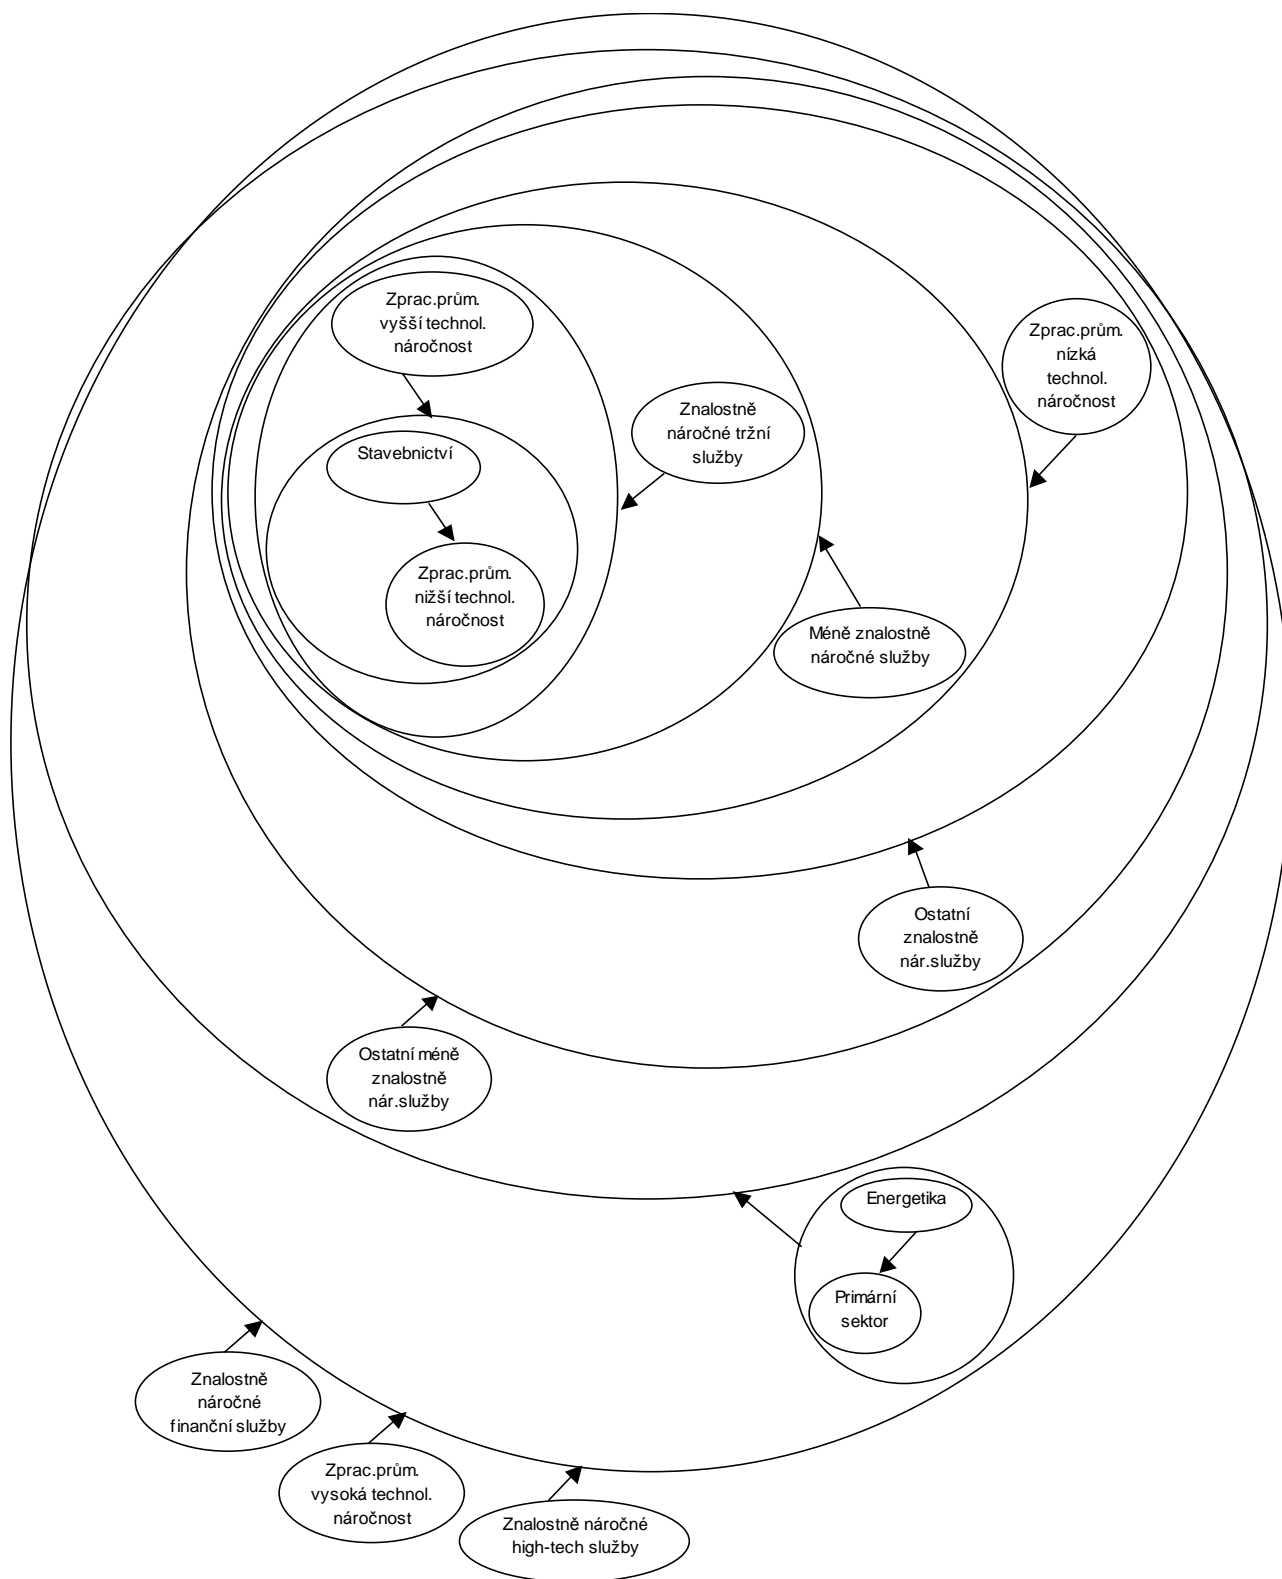 Zprac.prům.
vyšší technol.
náročnost
Zprac.prům.
nízká
technol.
náročnost
Znalostně
náročné tržní
služby
Stavebnictví
Zprac.prům.
nižší technol.
náročnost
Méně znalostně
náročné služby
Ostatní
znalostně
nár.služby
Ostatní méně
znalostně
nár.služby
Energetika
Primární
sektor
Znalostně
náročné
finanční služby
Zprac.prům.
vysoká technol.
náročnost
Znalostně náročné
high-tech služby